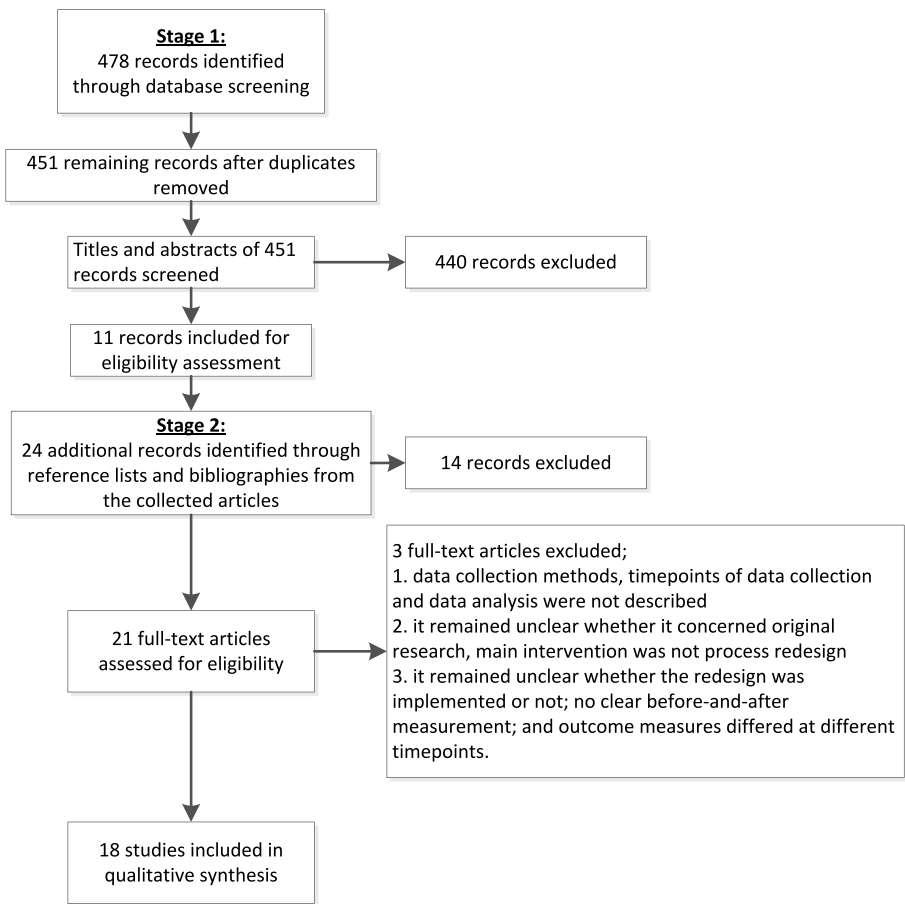 Stage 1:
478 records identified
through database screening
451 remaining records after duplicates
removed
Titles and abstracts of 451
records screened
440 records excluded
11 records included for
eligibility assessment
Stage 2:
24 additional records identified through
reference lists and bibliographies from
the collected articles
14 records excluded
21 full-text articles
assessed for eligibility
3 full-text articles excluded;
1. data collection methods, timepoints of data collection
and data analysis were not described
2. it remained unclear whether it concerned original
research, main intervention was not process redesign
3. it remained unclear whether the redesign was
implemented or not; no clear before-and-after
measurement; and outcome measures differed at different
timepoints.
18 studies included in
qualitative synthesis